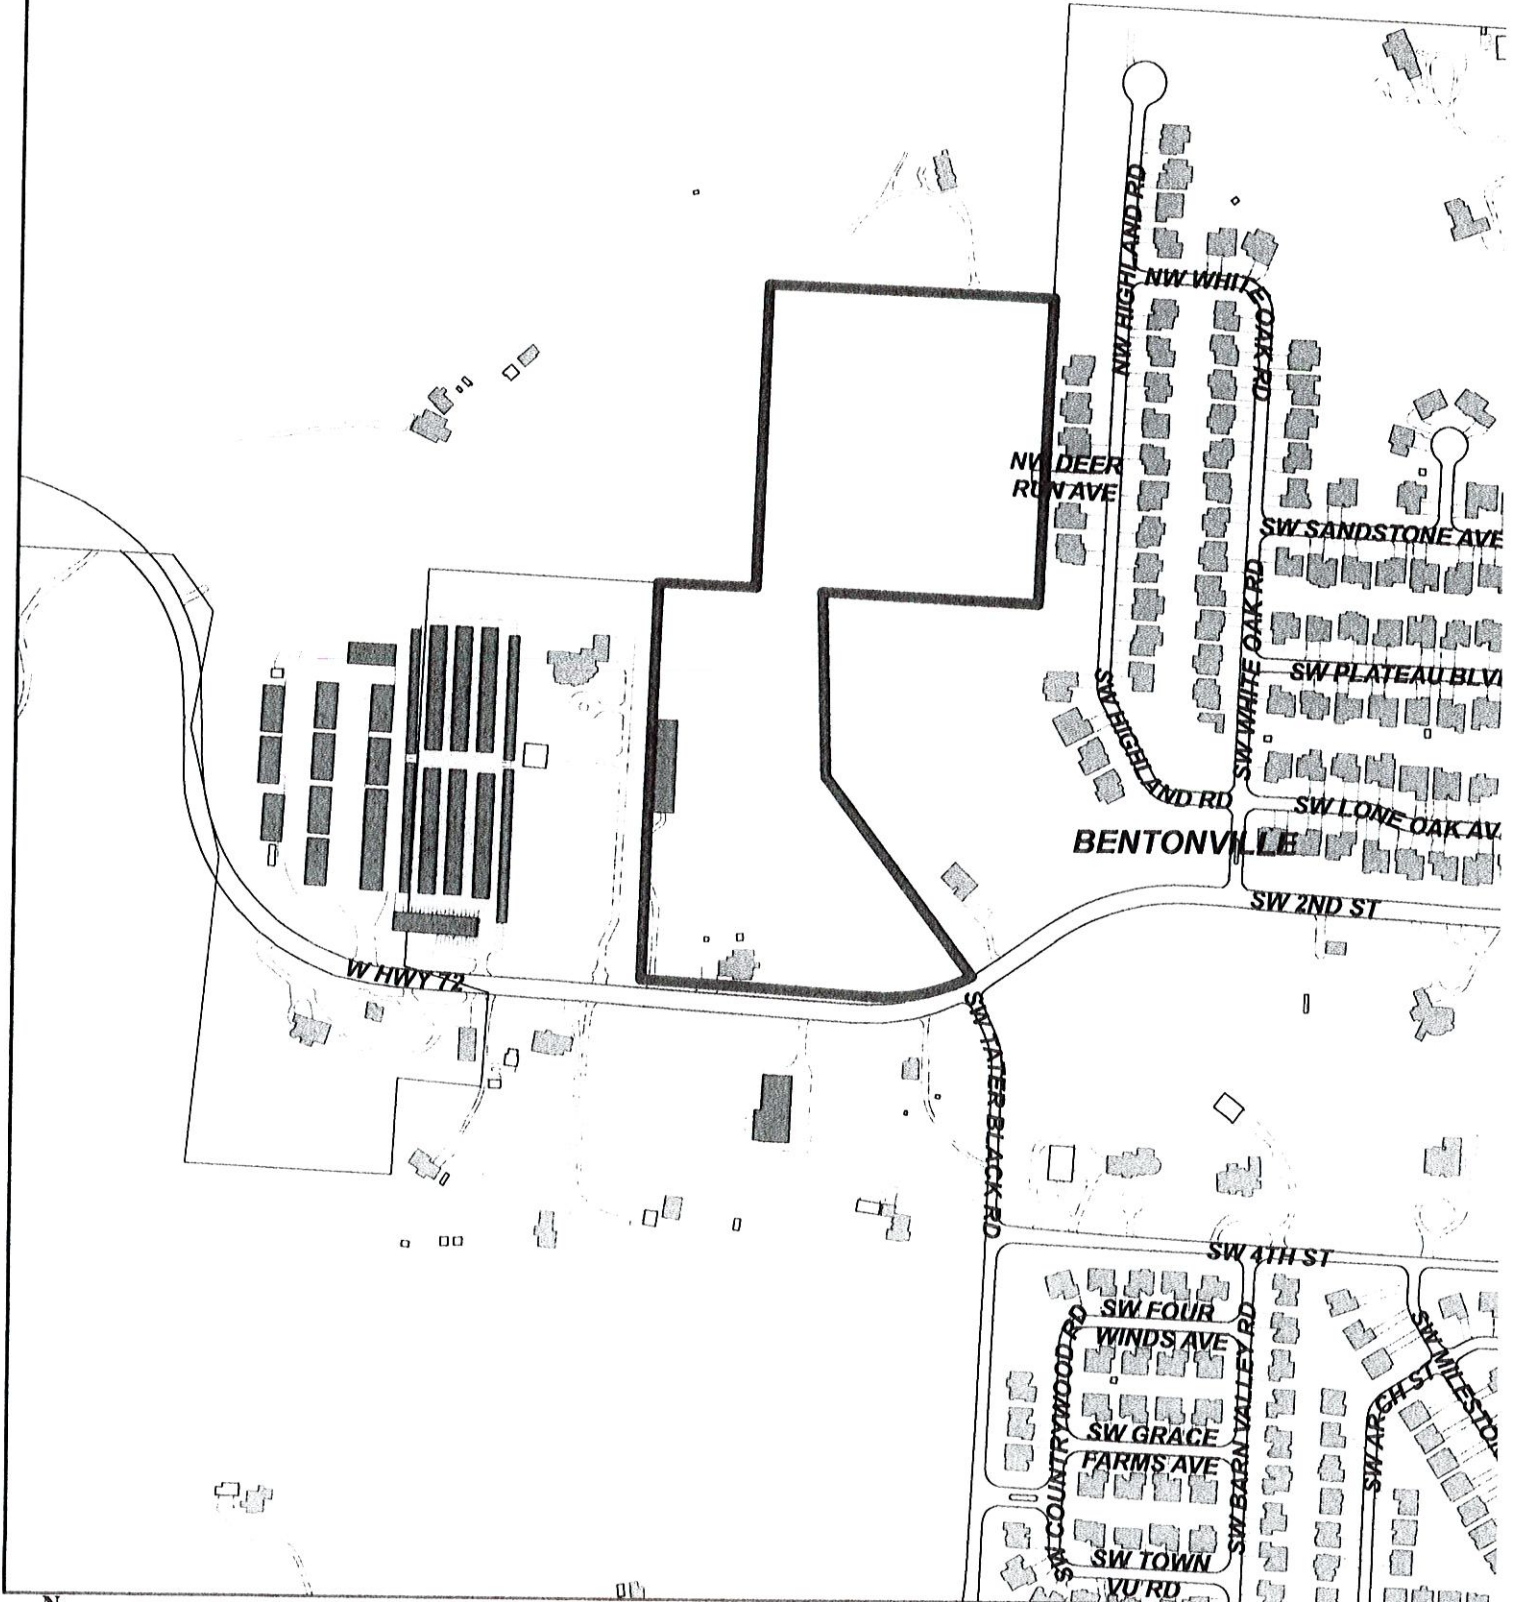 NW HIGHLAND RD
NW WHITE OAK RD
NW DEER
RUN AVE
SW SANDSTONE AVE
SW WHITE OAK RD
SW PLATEAU BLV
SW HIGHLAND RD
SW LONE OAK AV
BENTONVILLE
SW 2ND ST
W HWY 72
SW TATER BLACK RD
SW 4TH ST
SW FOUR
WINDS AVE
SW COUNTRYWOOD RD
SW BARN VALLEY RD
SW MILESTO
SW ARCH ST
SW GRACE
FARMS AVE
SW TOWN
VU RD
N